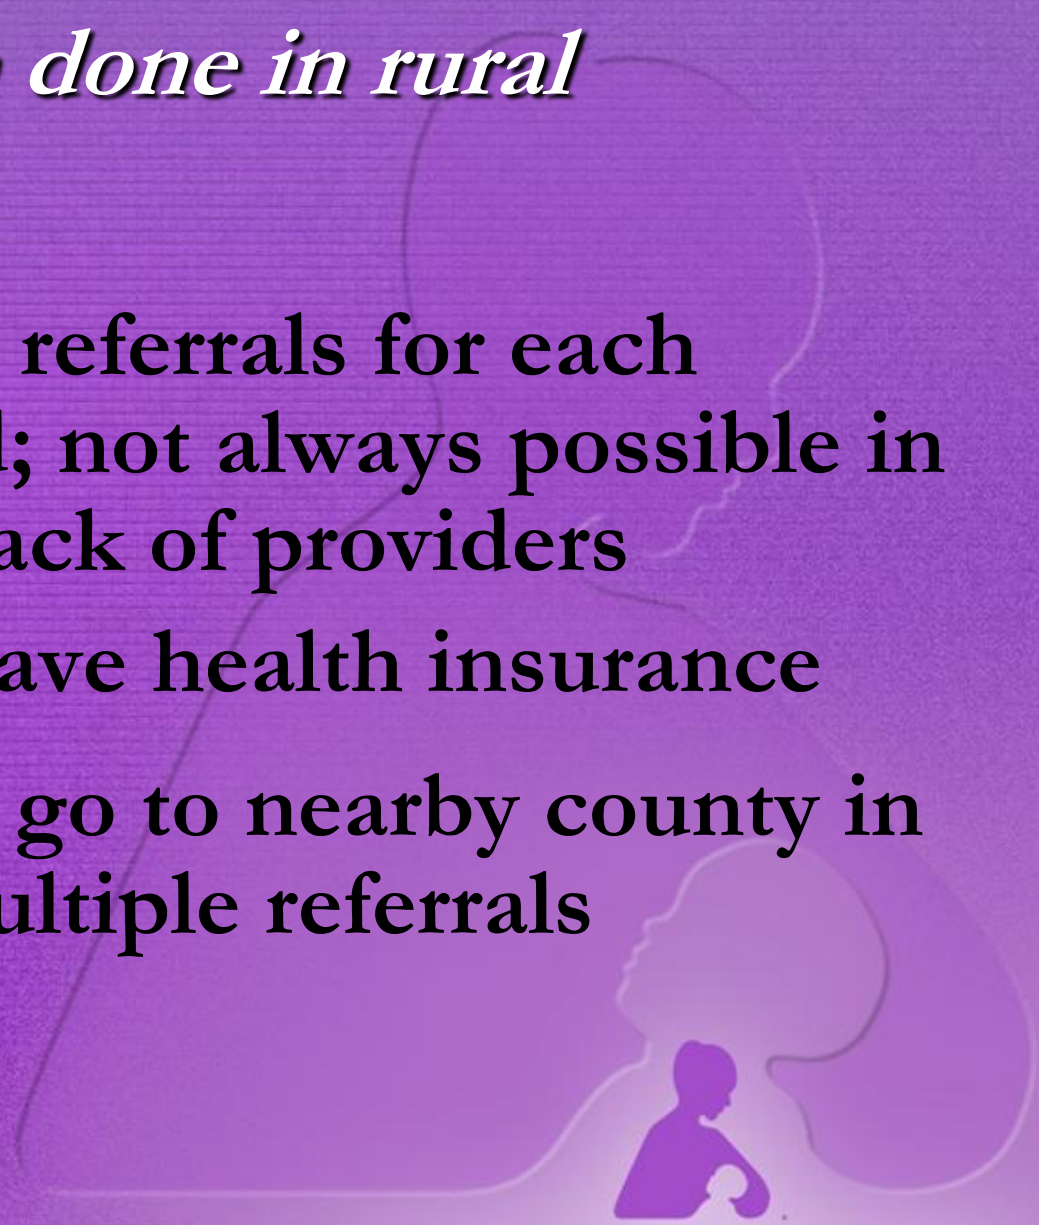 done in rural
referrals for each
; not always possible in
ack of providers
ave health insurance
go to nearby county in
ultiple referrals